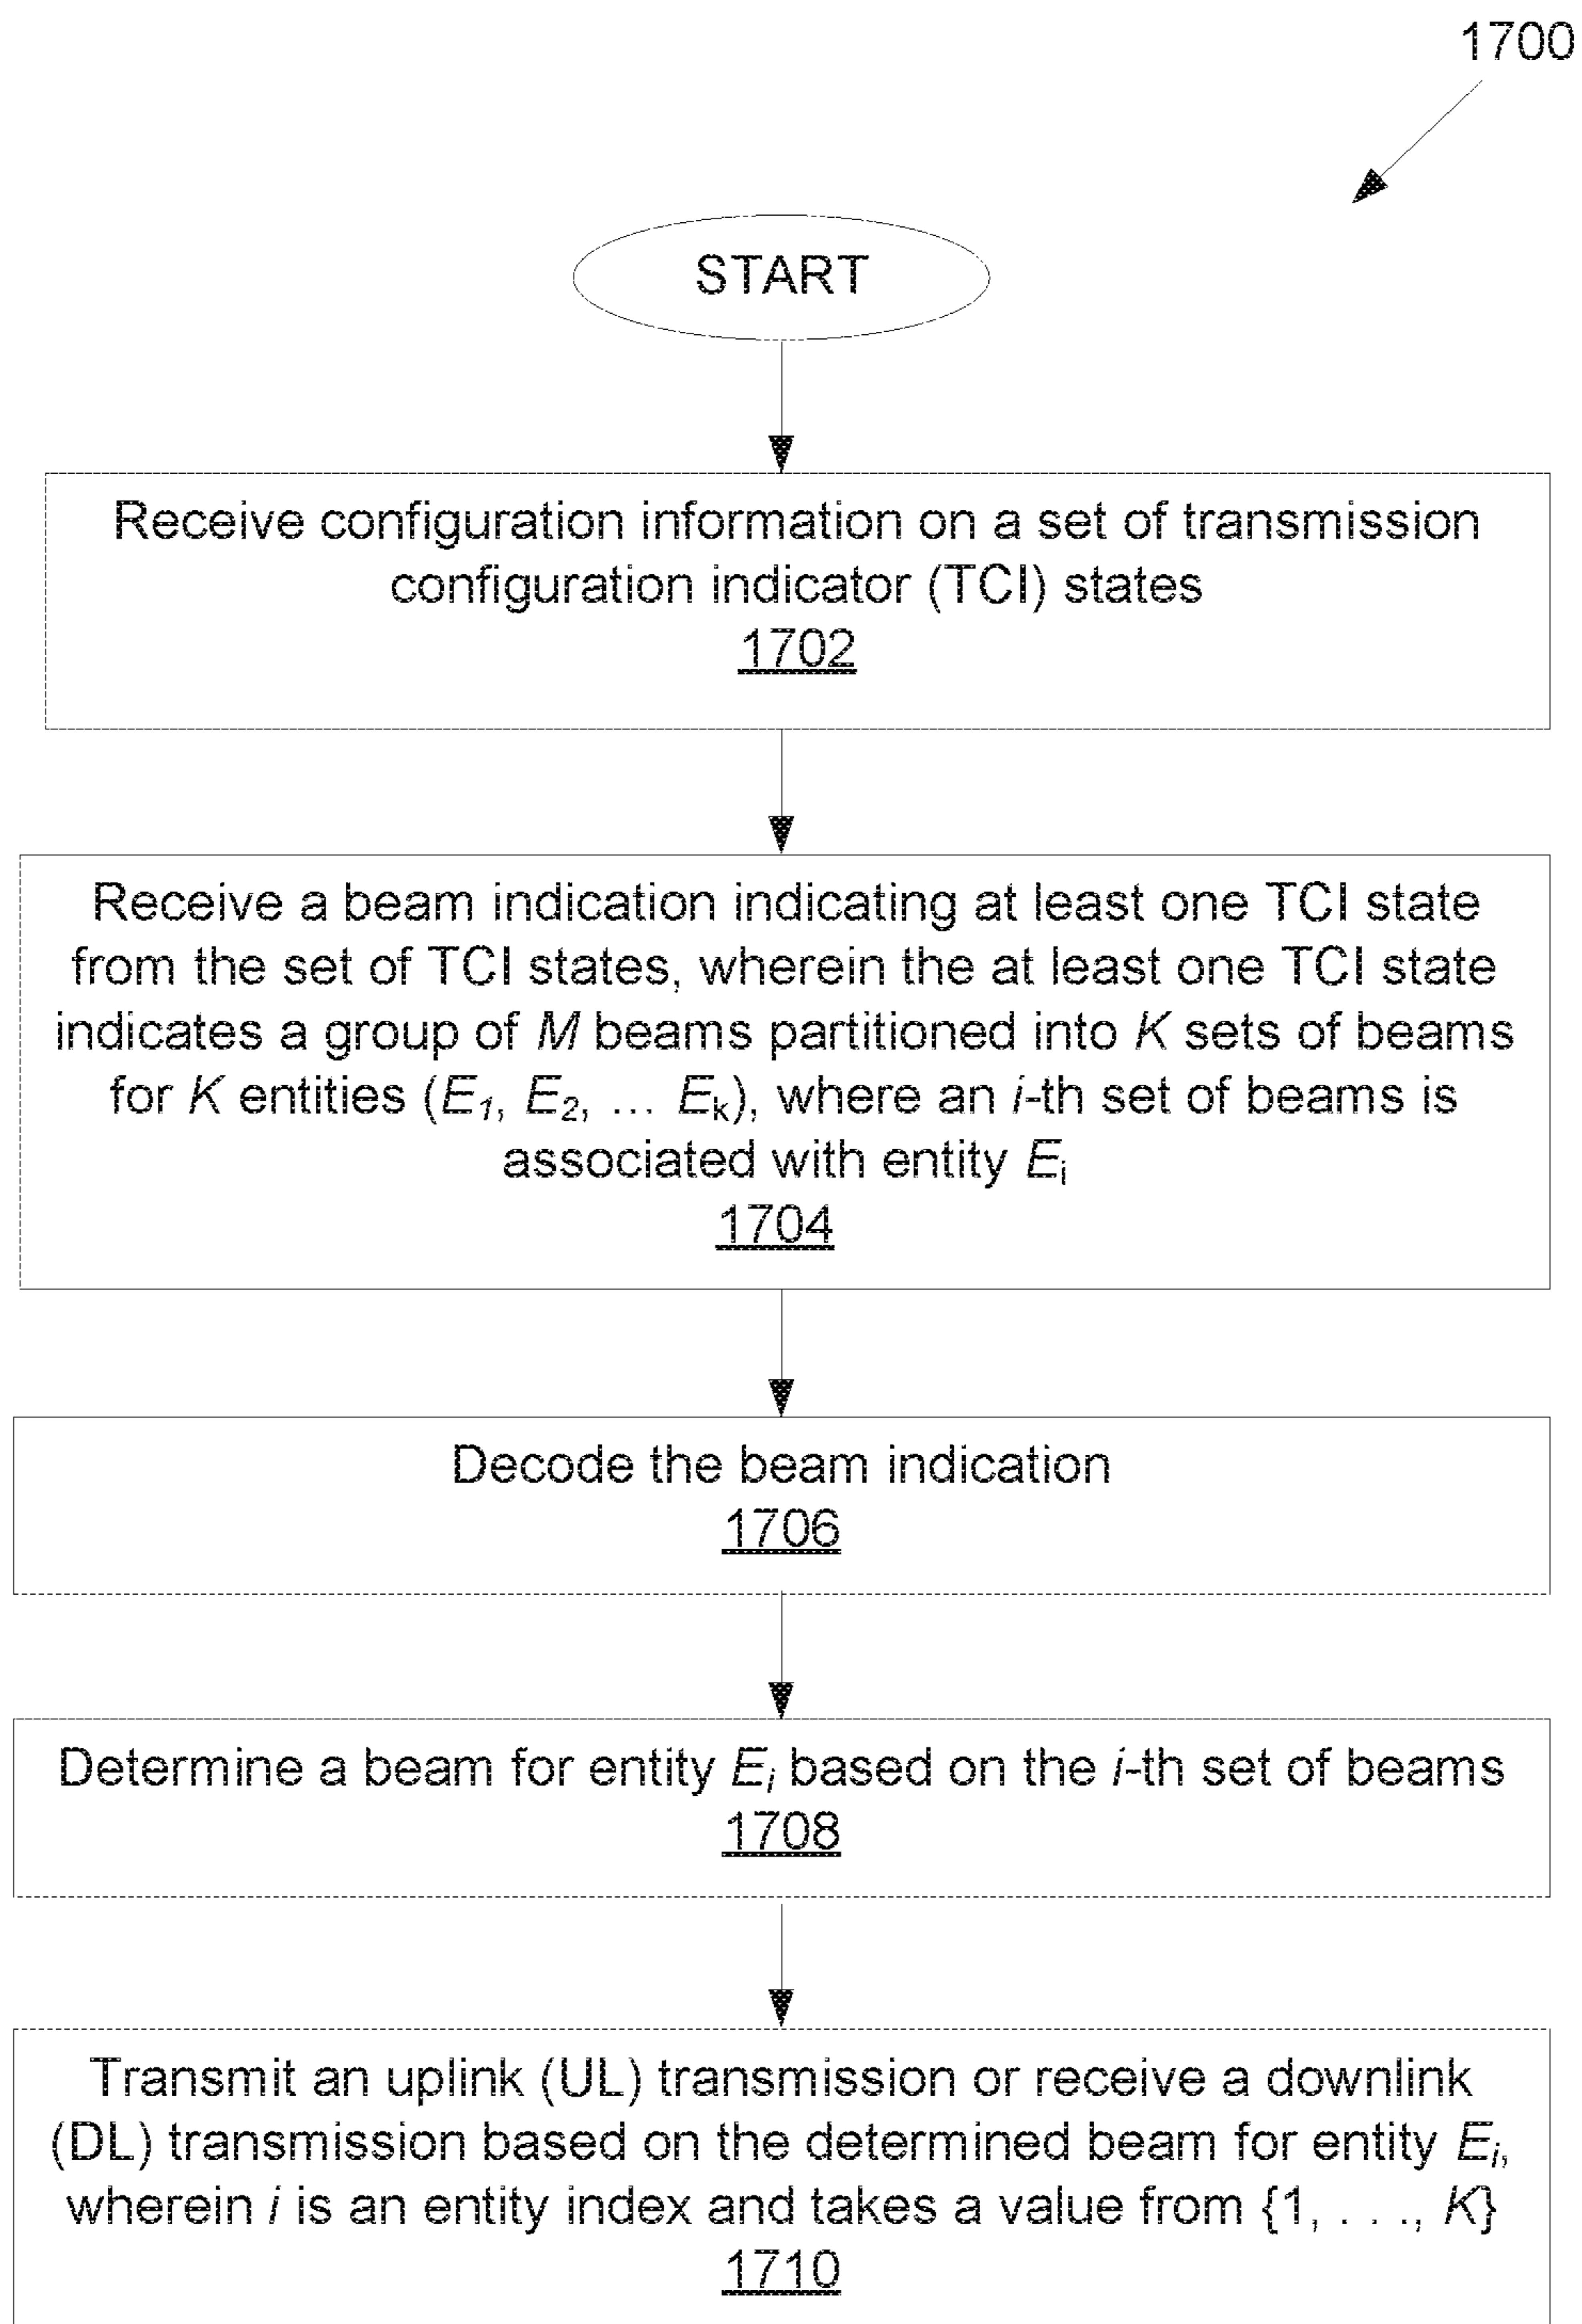 1700
START
Receive configuration information on a set of transmission
configuration indicator (TCI) states
1702
Receive a beam indication indicating at least one TCI state
from the set of TCI states, wherein the at least one TCI state
indicates a group of M beams partitioned into K sets of beams
for K entities (E1, E2, ... Ek), where an i-th set of beams is
associated with entity Ei
1704
Decode the beam indication
1706
Determine a beam for entity Ei based on the i-th set of beams
1708
Transmit an uplink (UL) transmission or receive a downlink
(DL) transmission based on the determined beam for entity Ei,
wherein i is an entity index and takes a value from {1, . . ., K}
1710